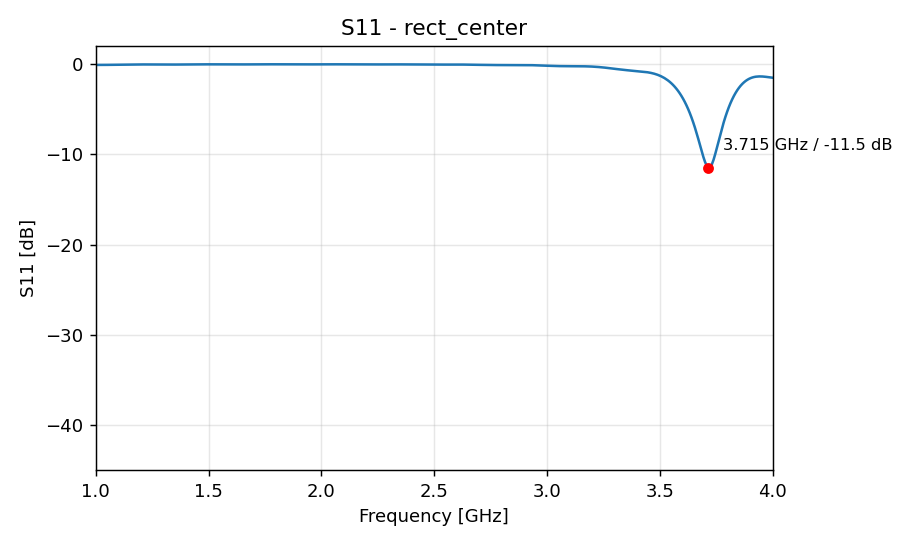 S11 - rect_center
0
−10
−20
−30
−40
S11 [dB]
3.715 GHz / -11.5 dB
1.0 1.5 2.0 2.5 3.0 3.5 4.0
Frequency [GHz]